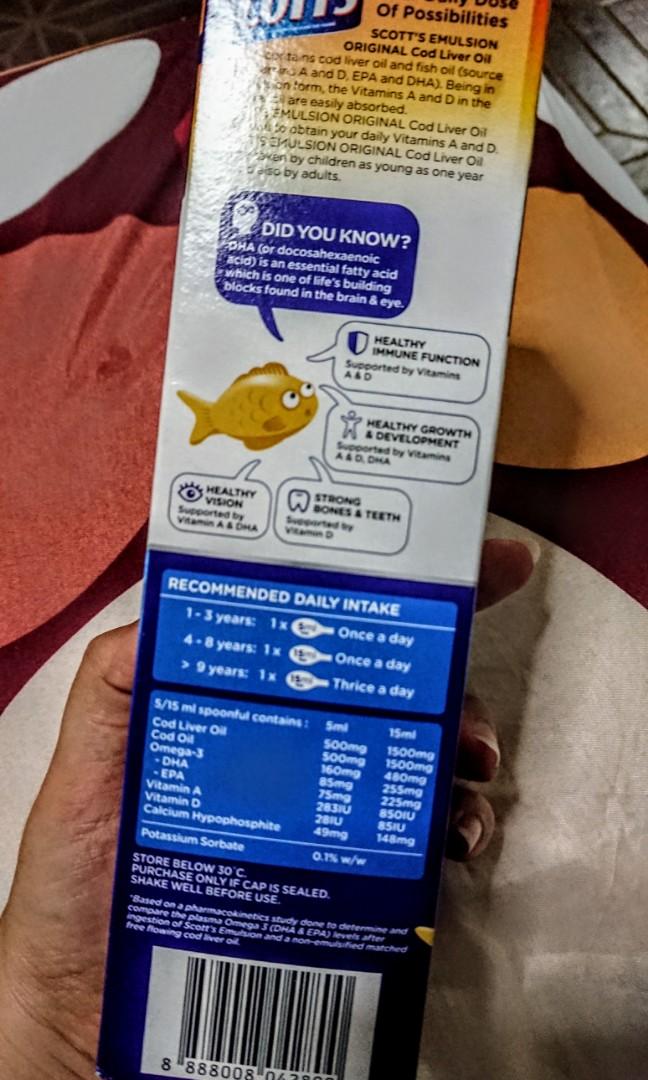 Dose
Of Possibilities
SCOTT'S EMULSION
ORIGINAL Cod Liver Oil
contains cod liver oil and fish oil (source
A and D, EPA and DHA). Being in
form, the Vitamins A and D in the
are easily absorbed.
EMULSION ORIGINAL Cod Liver Oil
to obtain your daily Vitamins A and D.
EMULSION ORIGINAL Cod Liver Oil
taken by children as young as one year
also by adults.
DID YOU KNOW?
DHA (or docosahexaenoic
acid) is an essential fatty acid
which is one of life's building
blocks found in the brain & eye.
HEALTHY
IMMUNE FUNCTION
Supported by Vitamins
A & D
HEALTHY GROWTH
& DEVELOPMENT
Supported by Vitamins
A & D, DHA
HEALTHY
VISION
Supported by
Vitamin A & DHA
STRONG
BONES & TEETH
Supported by
Vitamin D
RECOMMENDED DAILY INTAKE
1 - 3 years: 1 x 5ml Once a day
4 - 8 years: 1 x 15ml Once a day
> 9 years: 1 x 15ml Thrice a day
5/15 ml spoonful contains : 5ml 15ml
Cod Liver Oil 500mg 1500mg
Cod Oil 500mg 1500mg
Omega-3 160mg 480mg
- DHA 85mg 255mg
- EPA 75mg 225mg
Vitamin A 283IU 850IU
Vitamin D 28IU 85IU
Calcium Hypophosphite 49mg 148mg
Potassium Sorbate 0.1% w/w
STORE BELOW 30°C.
PURCHASE ONLY IF CAP IS SEALED.
SHAKE WELL BEFORE USE.
*Based on a pharmacokinetics study done to determine and
compare the plasma Omega 3 (DHA & EPA) levels after
ingestion of Scott's Emulsion and a non-emulsified matched
free flowing cod liver oil.
8 888008